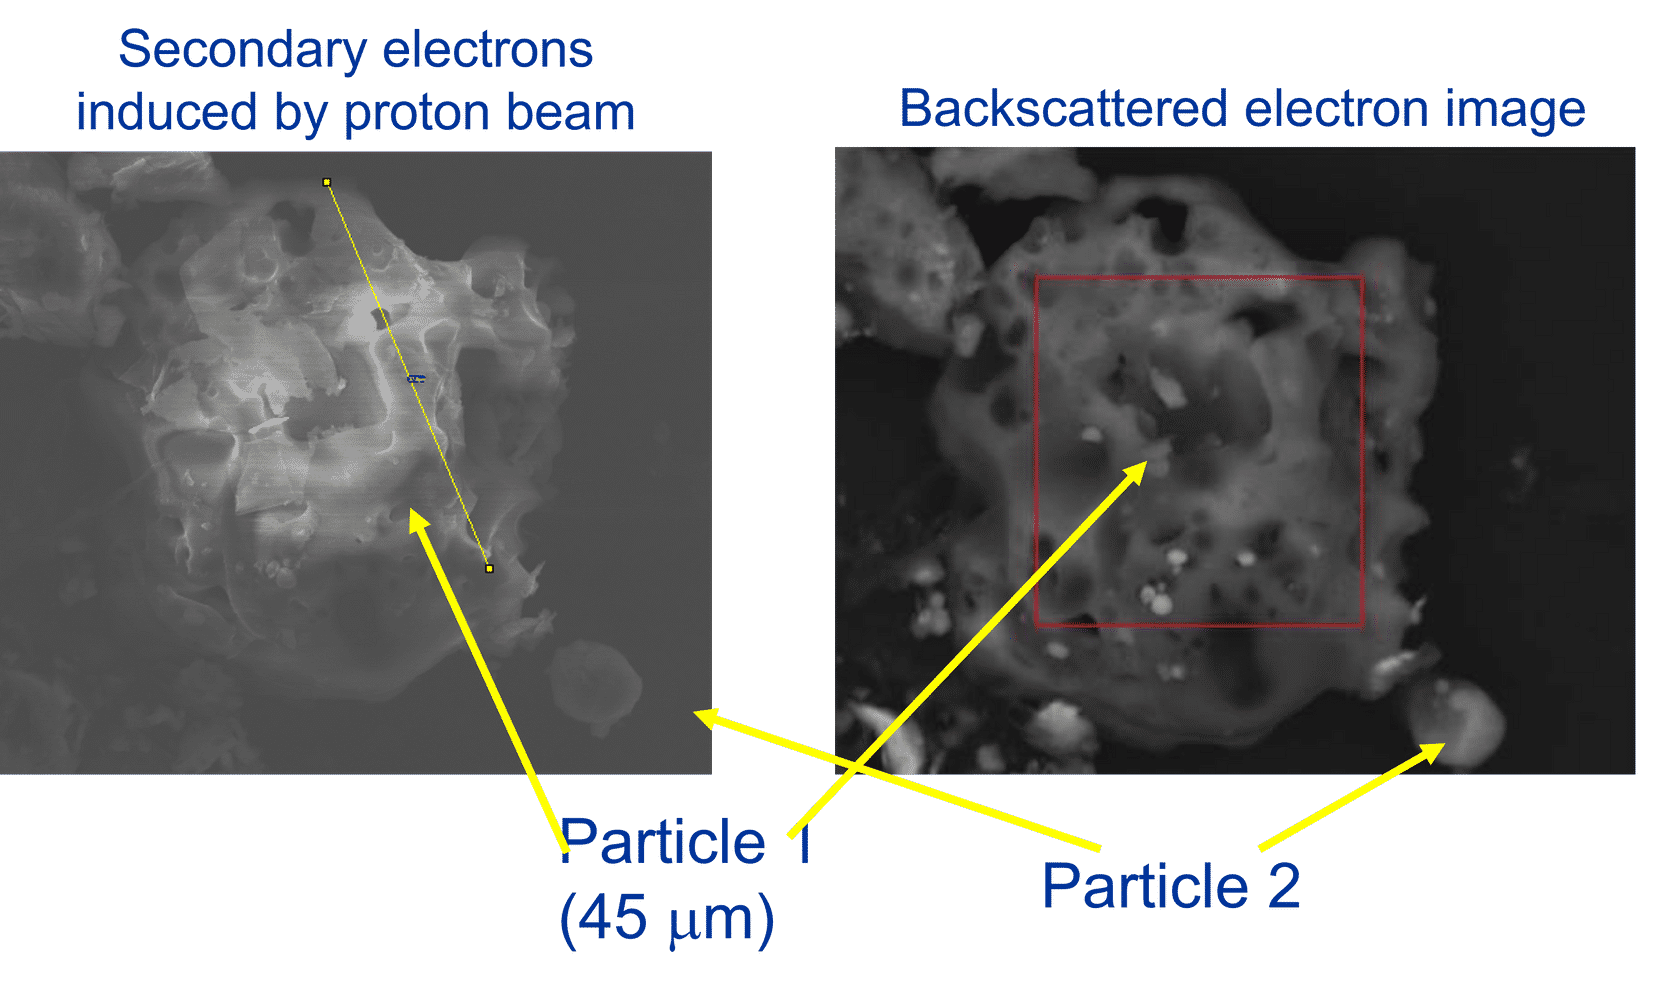 Secondary electrons
induced by proton beam
Backscattered electron image
Particle 1
(45 μm)
Particle 2